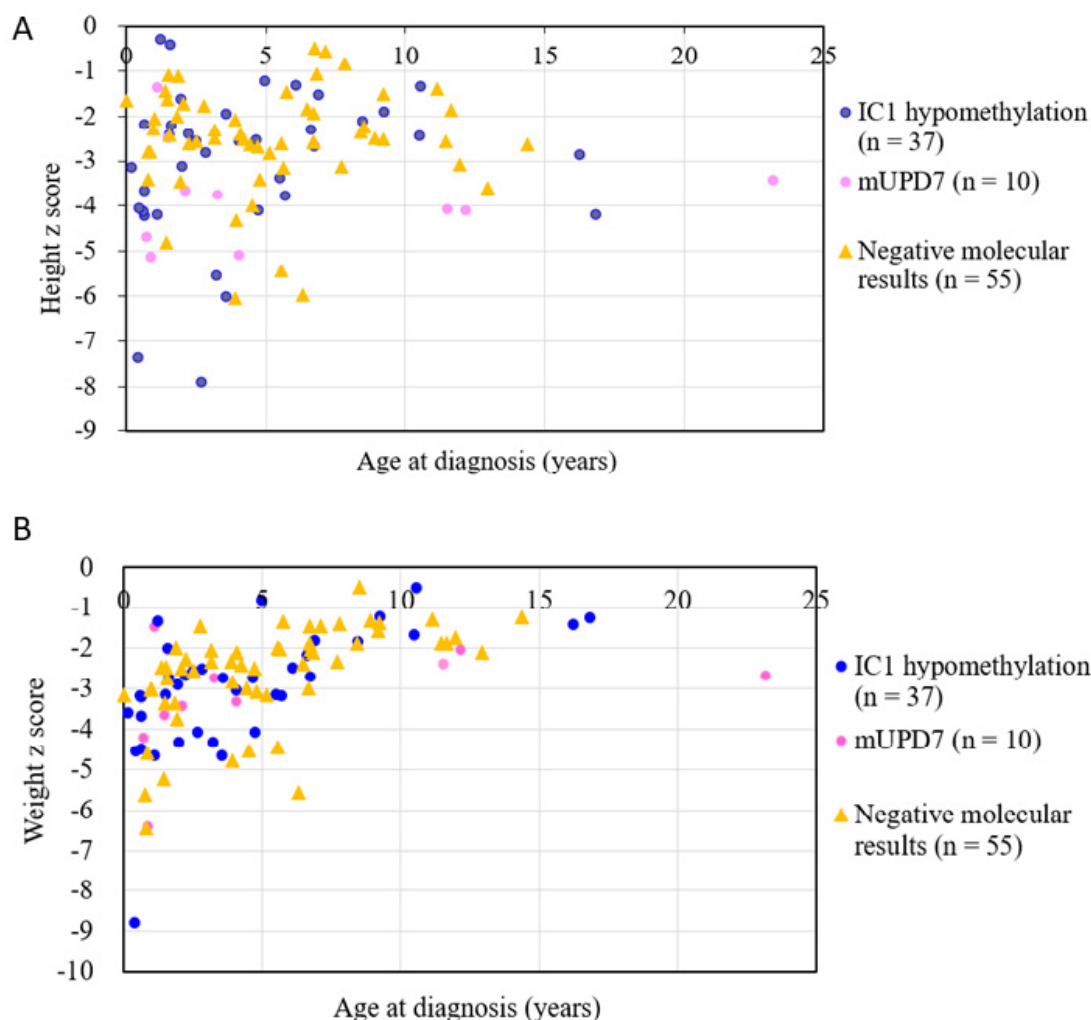 A
0
0 5 10 15 20 25
-1
-2
-3
-4
-5
-6
-7
-8
-9
Height z score
Age at diagnosis (years)
IC1 hypomethylation
(n = 37)
mUPD7 (n = 10)
Negative molecular
results (n = 55)
B
0
0 5 10 15 20 25
-1
-2
-3
-4
-5
-6
-7
-8
-9
-10
Weight z score
Age at diagnosis (years)
IC1 hypomethylation
(n = 37)
mUPD7 (n = 10)
Negative molecular
results (n = 55)